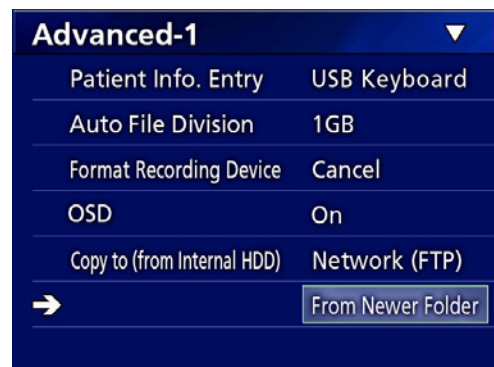 Advanced-1
Patient Info. Entry USB Keyboard
Auto File Division 1GB
Format Recording Device Cancel
OSD On
Copy to (from Internal HDD) Network (FTP)
From Newer Folder